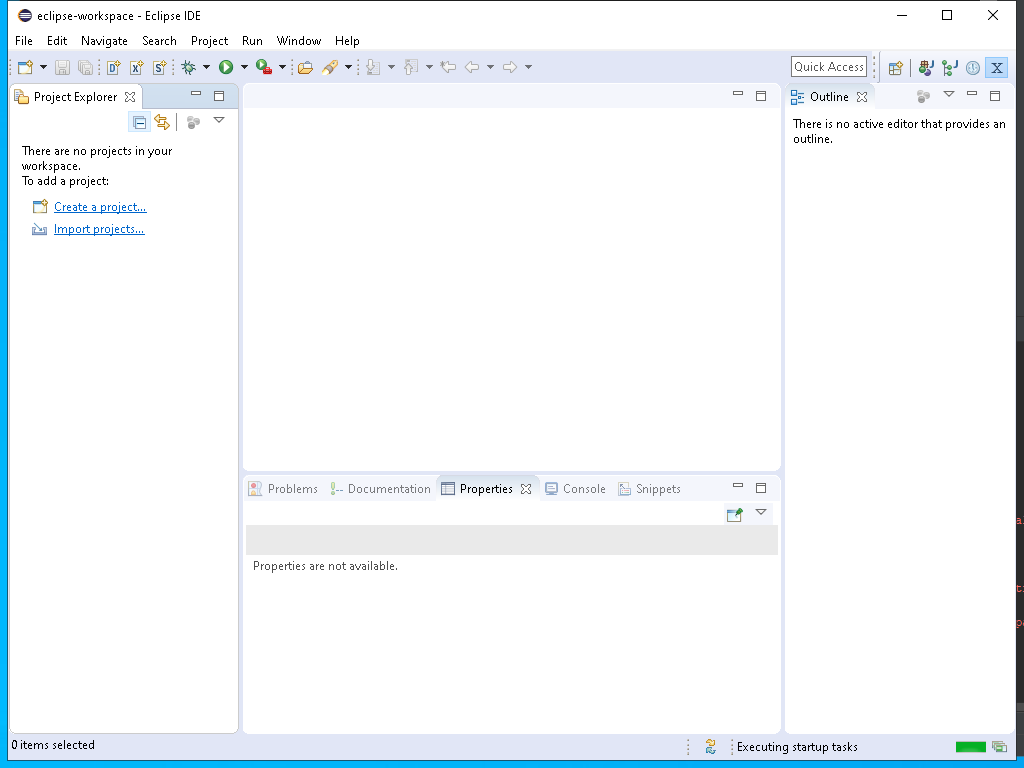 eclipse-workspace - Eclipse IDE
File Edit Navigate Search Project Run Window Help
Quick Access
Project Explorer
Outline
There are no projects in your
workspace.
To add a project:
Create a project...
Import projects...
There is no active editor that provides an
outline.
Problems Documentation Properties Console Snippets
Properties are not available.
0 items selected
Executing startup tasks